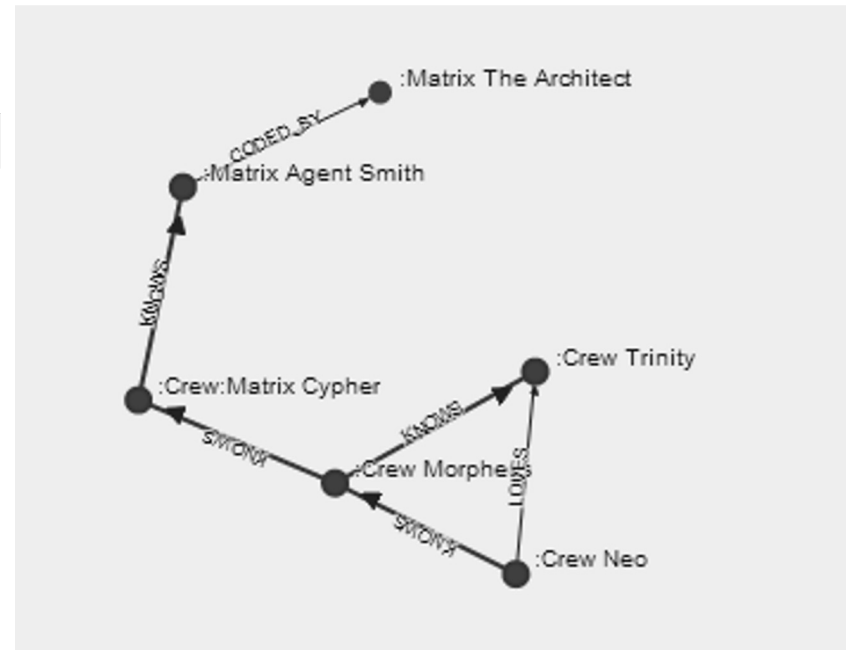 :Matrix The Architect
CODED_BY
:Matrix Agent Smith
KNOWS
:Crew Trinity
:Crew:Matrix Cypher
KNOWS
KNOWS
:Crew Morpheus
LOVES
KNOWS
:Crew Neo